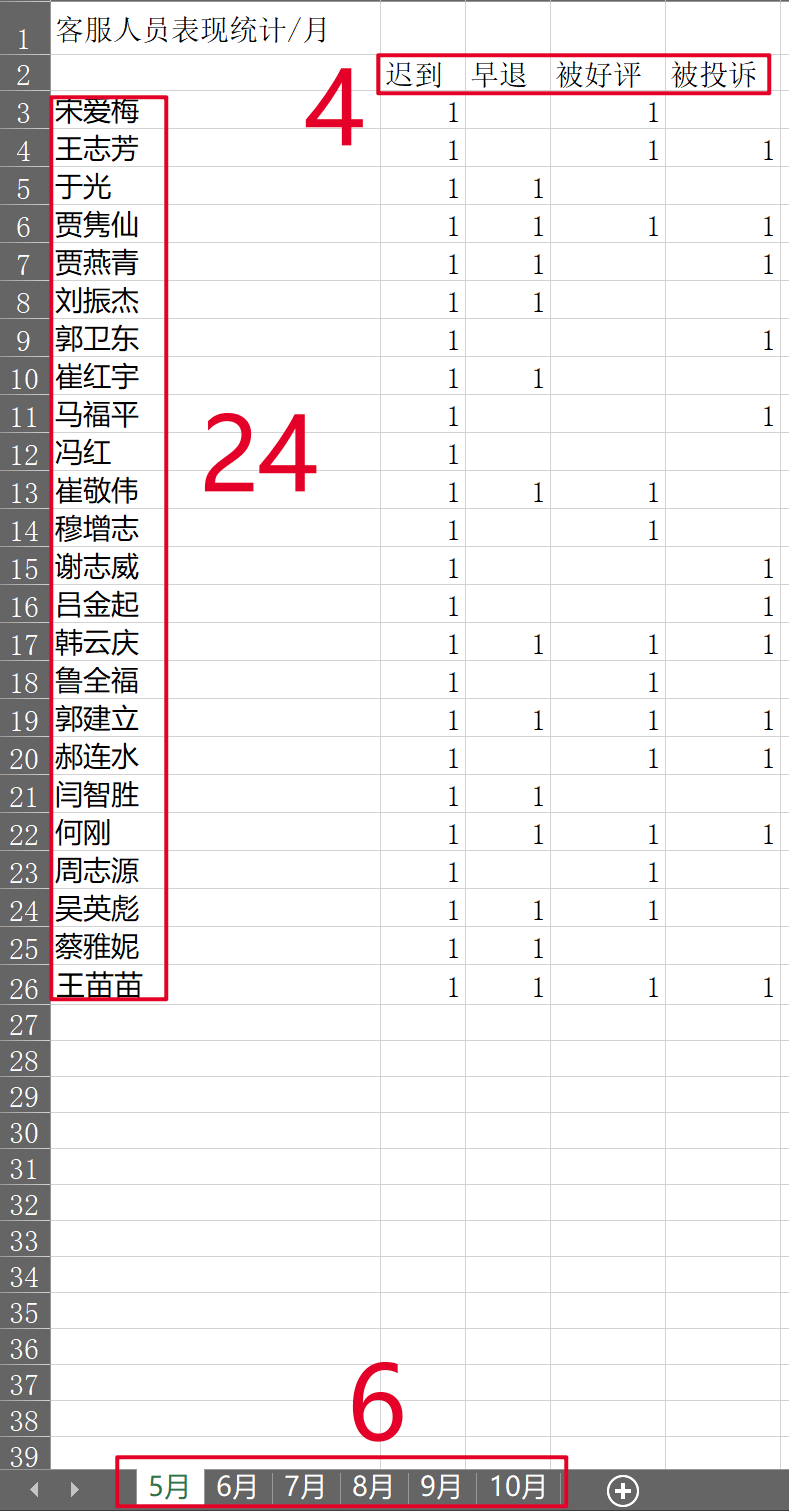 1 客服人员表现统计/月
2 迟到 早退 被好评 被投诉
4
3 宋爱梅 1 1
4 王志芳 1 1 1
5 于光 1 1
6 贾隽仙 1 1 1 1
7 贾燕青 1 1 1
8 刘振杰 1 1
9 郭卫东 1 1
10 崔红宇 1 1
11 马福平 1 1
24
12 冯红 1
13 崔敬伟 1 1 1
14 穆增志 1 1
15 谢志威 1 1
16 吕金起 1 1
17 韩云庆 1 1 1 1
18 鲁全福 1 1
19 郭建立 1 1 1 1
20 郝连水 1 1 1
21 闫智胜 1 1
22 何刚 1 1 1 1
23 周志源 1 1
24 吴英彪 1 1 1
25 蔡雅妮 1 1
26 王苗苗 1 1 1 1
27
28
29
30
31
32
33
34
35
36
37
6
38
39
5月 6月 7月 8月 9月 10月